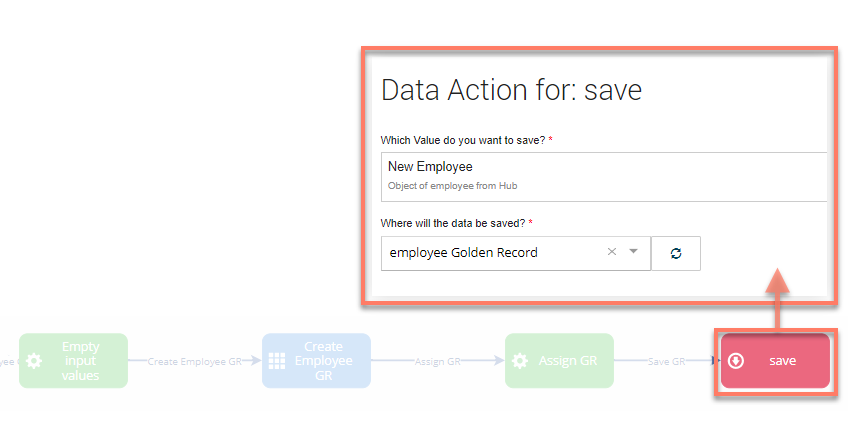 Data Action for: save
Which Value do you want to save? *
New Employee
Object of employee from Hub
Where will the data be saved? *
employee Golden Record
Empty
input
values
Create Employee GR
Create
Employee
GR
Assign GR
Assign GR
Save GR
save